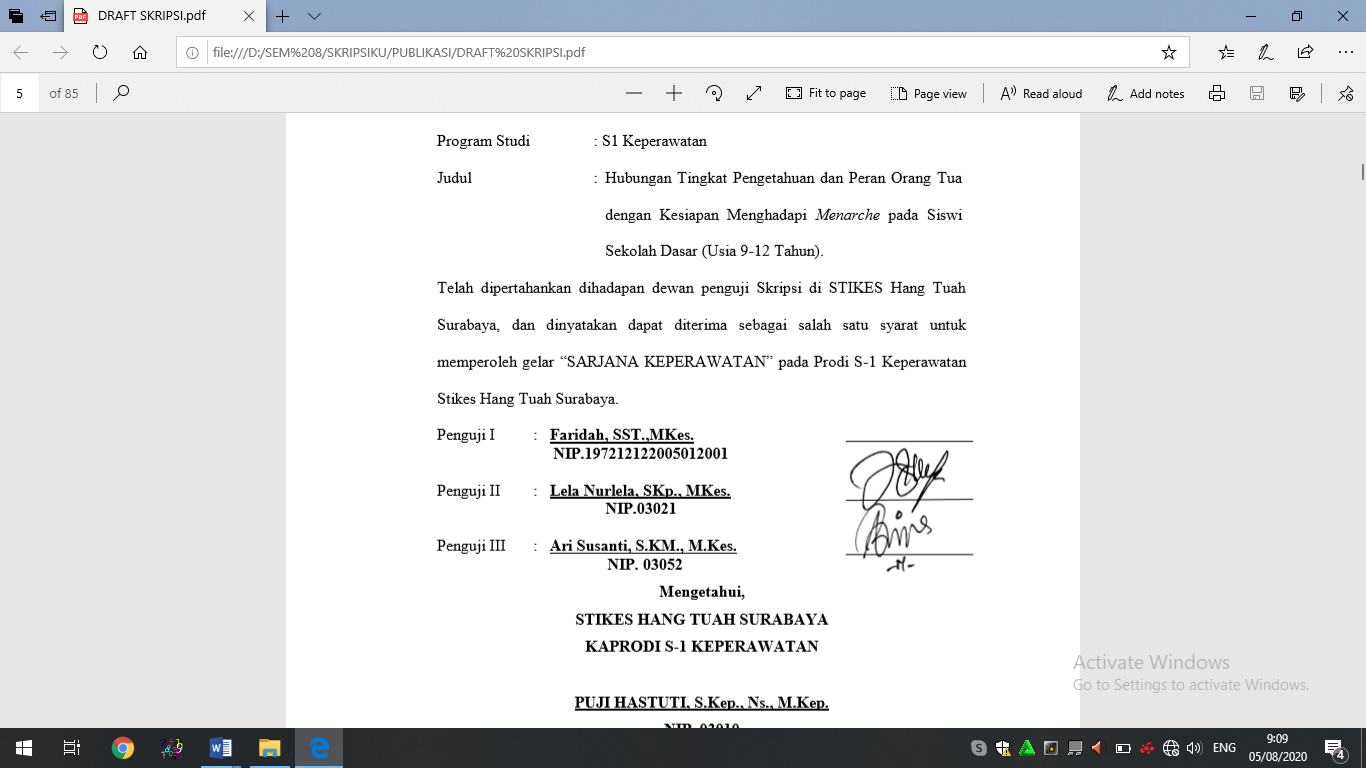 DRAFT SKRIPSI.pdf
file:///D:/SEM%208/SKRIPSIKU/PUBLIKASI/DRAFT%20SKRIPSI.pdf
5 of 85
Fit to page
Page view
Read aloud
Add notes
Program Studi : S1 Keperawatan
Judul : Hubungan Tingkat Pengetahuan dan Peran Orang Tua
dengan Kesiapan Menghadapi Menarche pada Siswi
Sekolah Dasar (Usia 9-12 Tahun).
Telah dipertahankan dihadapan dewan penguji Skripsi di STIKES Hang Tuah
Surabaya, dan dinyatakan dapat diterima sebagai salah satu syarat untuk
memperoleh gelar “SARJANA KEPERAWATAN” pada Prodi S-1 Keperawatan
Stikes Hang Tuah Surabaya.
Penguji I : Faridah, SST.,MKes.
NIP.197212122005012001
Penguji II : Lela Nurlela, SKp., MKes.
NIP.03021
Penguji III : Ari Susanti, S.KM., M.Kes.
NIP. 03052
Mengetahui,
STIKES HANG TUAH SURABAYA
KAPRODI S-1 KEPERAWATAN
PUJI HASTUTI, S.Kep., Ns., M.Kep.
NIP. 03010
Activate Windows
Go to Settings to activate Windows.
ENG
9:09
05/08/2020
4